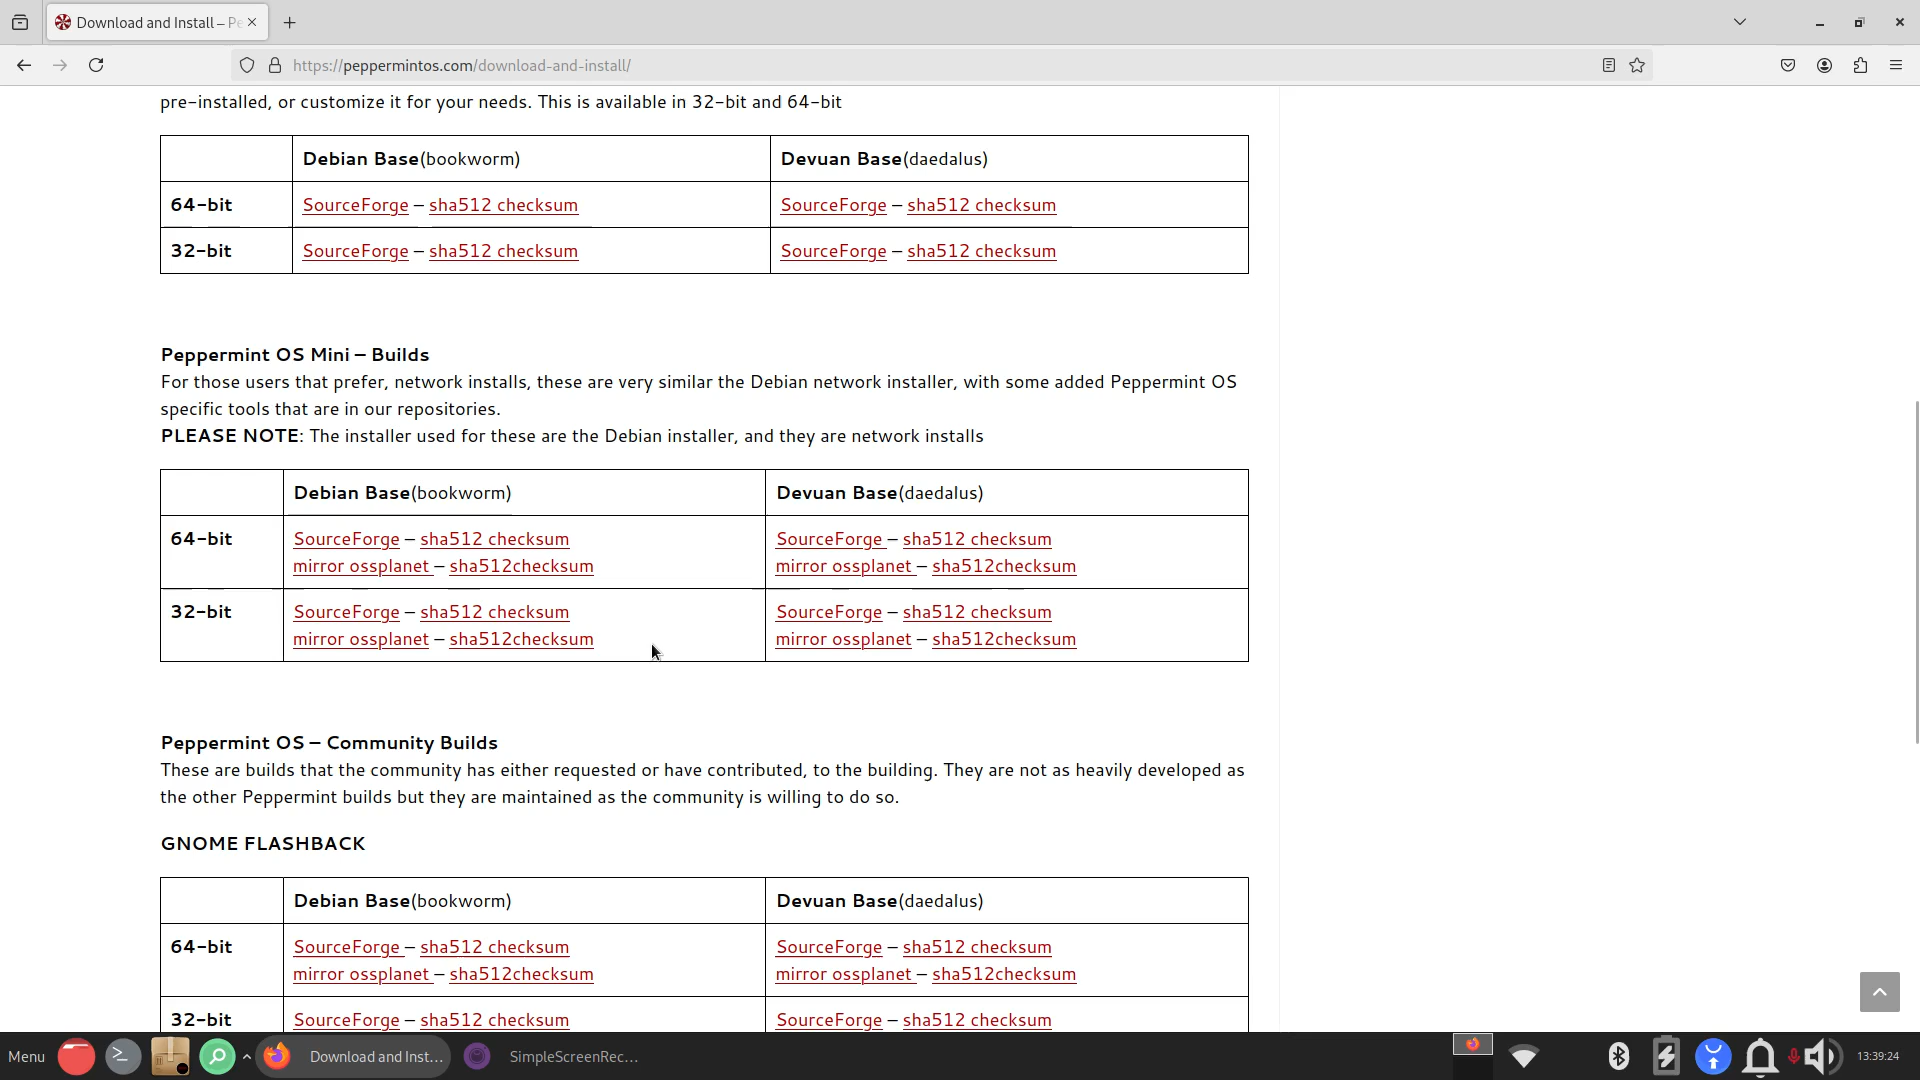 Download and Install – Pe
https://peppermintos.com/download-and-install/
pre-installed, or customize it for your needs. This is available in 32-bit and 64-bit
Debian Base(bookworm) Devuan Base(daedalus)
64-bit SourceForge – sha512 checksum SourceForge – sha512 checksum
32-bit SourceForge – sha512 checksum SourceForge – sha512 checksum
Peppermint OS Mini – Builds
For those users that prefer, network installs, these are very similar the Debian network installer, with some added Peppermint OS
specific tools that are in our repositories.
PLEASE NOTE: The installer used for these are the Debian installer, and they are network installs
Debian Base(bookworm) Devuan Base(daedalus)
64-bit SourceForge – sha512 checksum SourceForge – sha512 checksum
mirror ossplanet – sha512checksum mirror ossplanet – sha512checksum
32-bit SourceForge – sha512 checksum SourceForge – sha512 checksum
mirror ossplanet – sha512checksum mirror ossplanet – sha512checksum
Peppermint OS – Community Builds
These are builds that the community has either requested or have contributed, to the building. They are not as heavily developed as
the other Peppermint builds but they are maintained as the community is willing to do so.
GNOME FLASHBACK
Debian Base(bookworm) Devuan Base(daedalus)
64-bit SourceForge – sha512 checksum SourceForge – sha512 checksum
mirror ossplanet – sha512checksum mirror ossplanet – sha512checksum
32-bit SourceForge – sha512 checksum SourceForge – sha512 checksum
Menu Download and Inst... SimpleScreenRec... 13:39:24